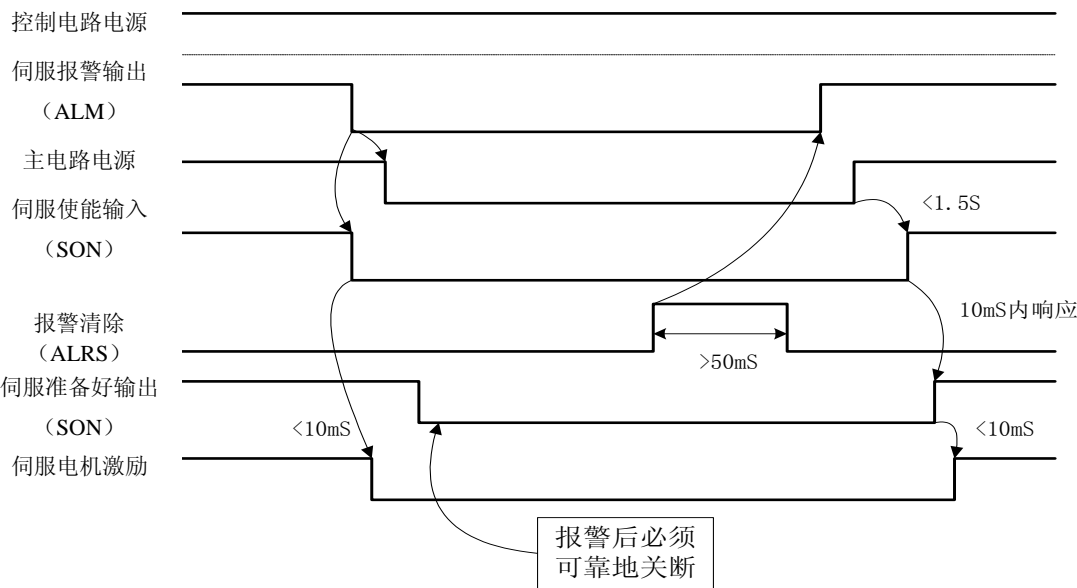 控制电路电源
伺服报警输出
（ALM）
主电路电源
伺服使能输入
<1.5S
（SON）
10mS内响应
报警清除
（ALRS）
>50mS
伺服准备好输出
（SON）
<10mS
<10mS
伺服电机激励
报警后必须
可靠地关断